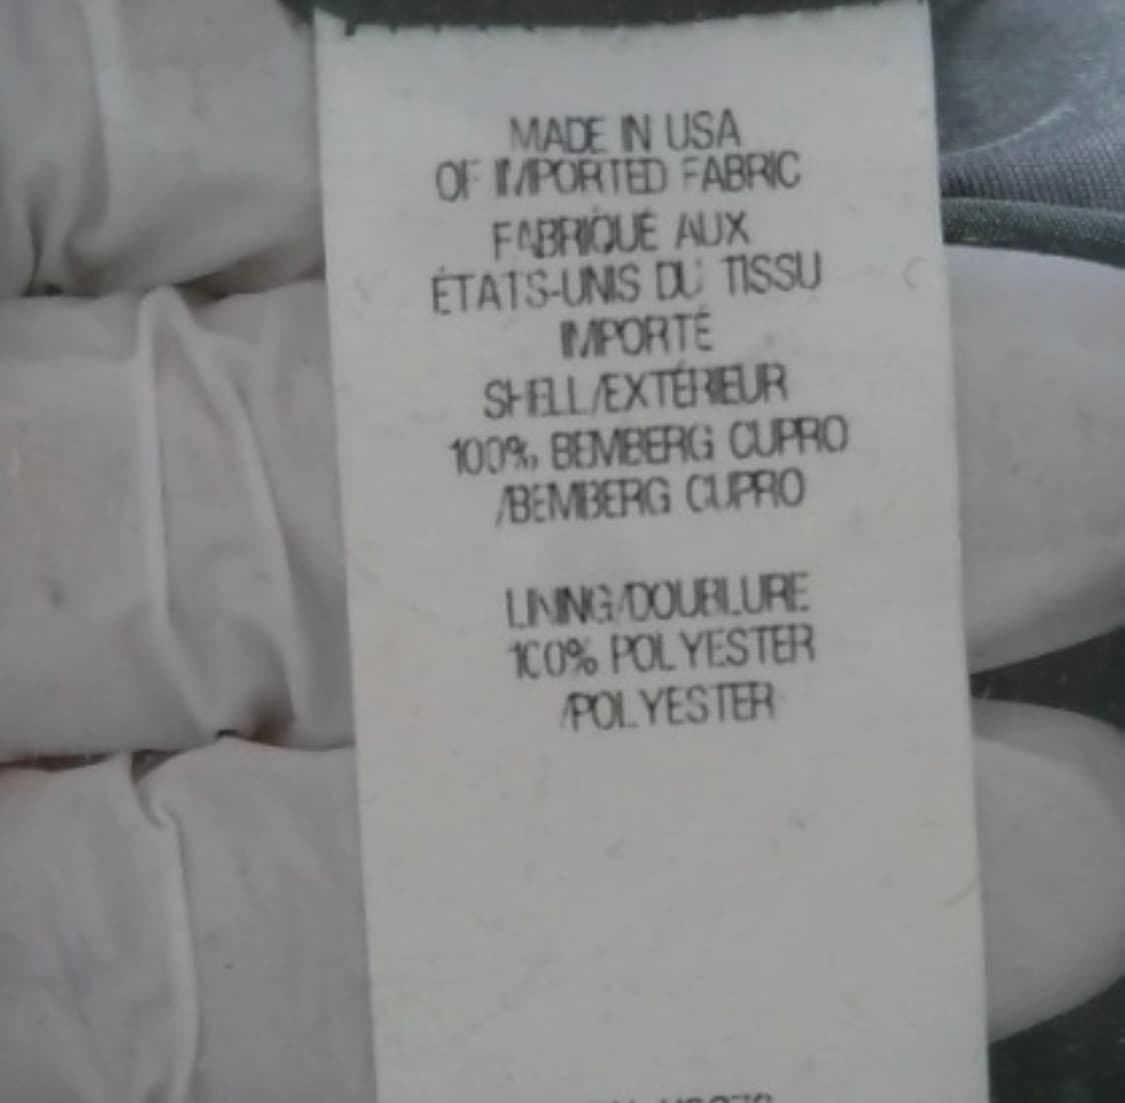 MADE IN USA
OF IMPORTED FABRIC
FABRIQUÉ AUX
ÉTATS-UNIS DU TISSU
IMPORTÉ
SHELL/EXTÉRIEUR
100% BEMBERG CUPRO
/BEMBERG CUPRO
LINING/DOUBLURE
100% POLYESTER
/POLYESTER